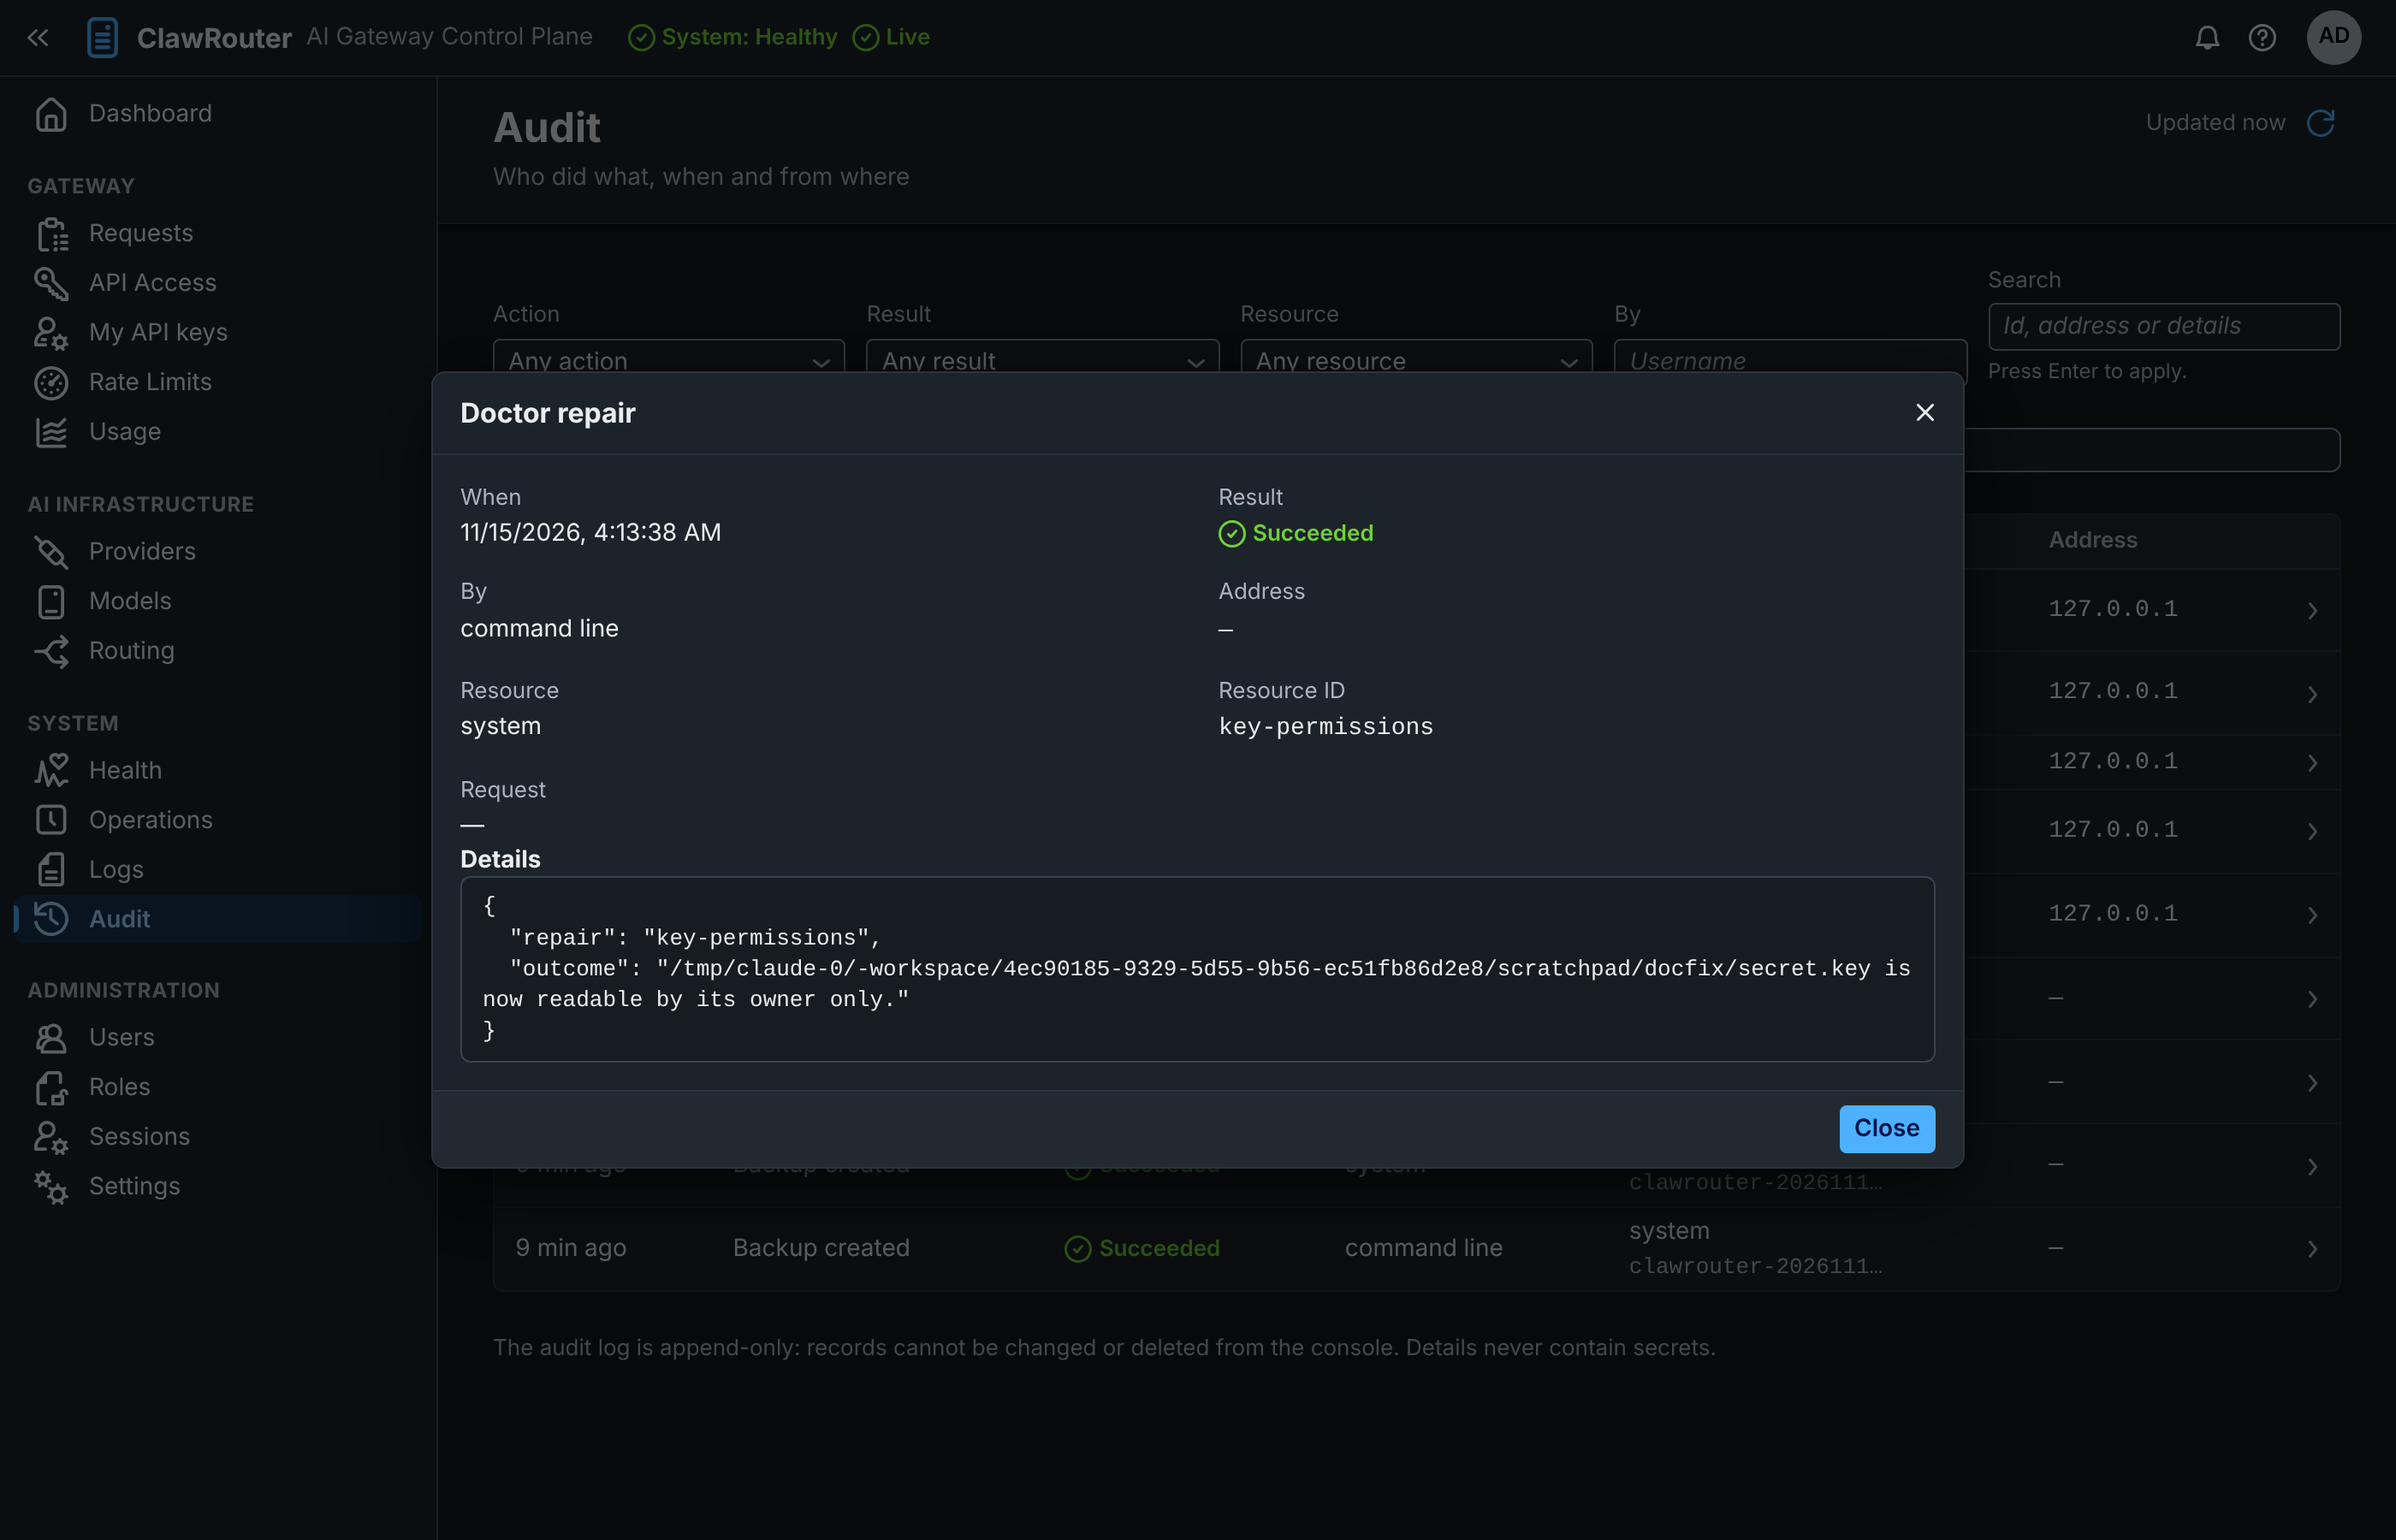 ClawRouter AI Gateway Control Plane System: Healthy Live AD
Dashboard
GATEWAY
Requests
API Access
My API keys
Rate Limits
Usage
AI INFRASTRUCTURE
Providers
Models
Routing
SYSTEM
Health
Operations
Logs
Audit
ADMINISTRATION
Users
Roles
Sessions
Settings
Audit
Updated now
Who did what, when and from where
Action Result Resource By Search
Any action Any result Any resource Username Id, address or details
Press Enter to apply.
Doctor repair
When
11/15/2026, 4:13:38 AM
Result
Succeeded
By
command line
Address
—
Resource
system
Resource ID
key-permissions
Request
—
Details
{
"repair": "key-permissions",
"outcome": "/tmp/claude-0/-workspace/4ec90185-9329-5d55-9b56-ec51fb86d2e8/scratchpad/docfix/secret.key is
now readable by its owner only."
}
Close
Address
127.0.0.1
127.0.0.1
127.0.0.1
127.0.0.1
127.0.0.1
—
—
—
Backup created Succeeded system
clawrouter-2026111…
9 min ago Backup created Succeeded command line system —
clawrouter-2026111…
The audit log is append-only: records cannot be changed or deleted from the console. Details never contain secrets.